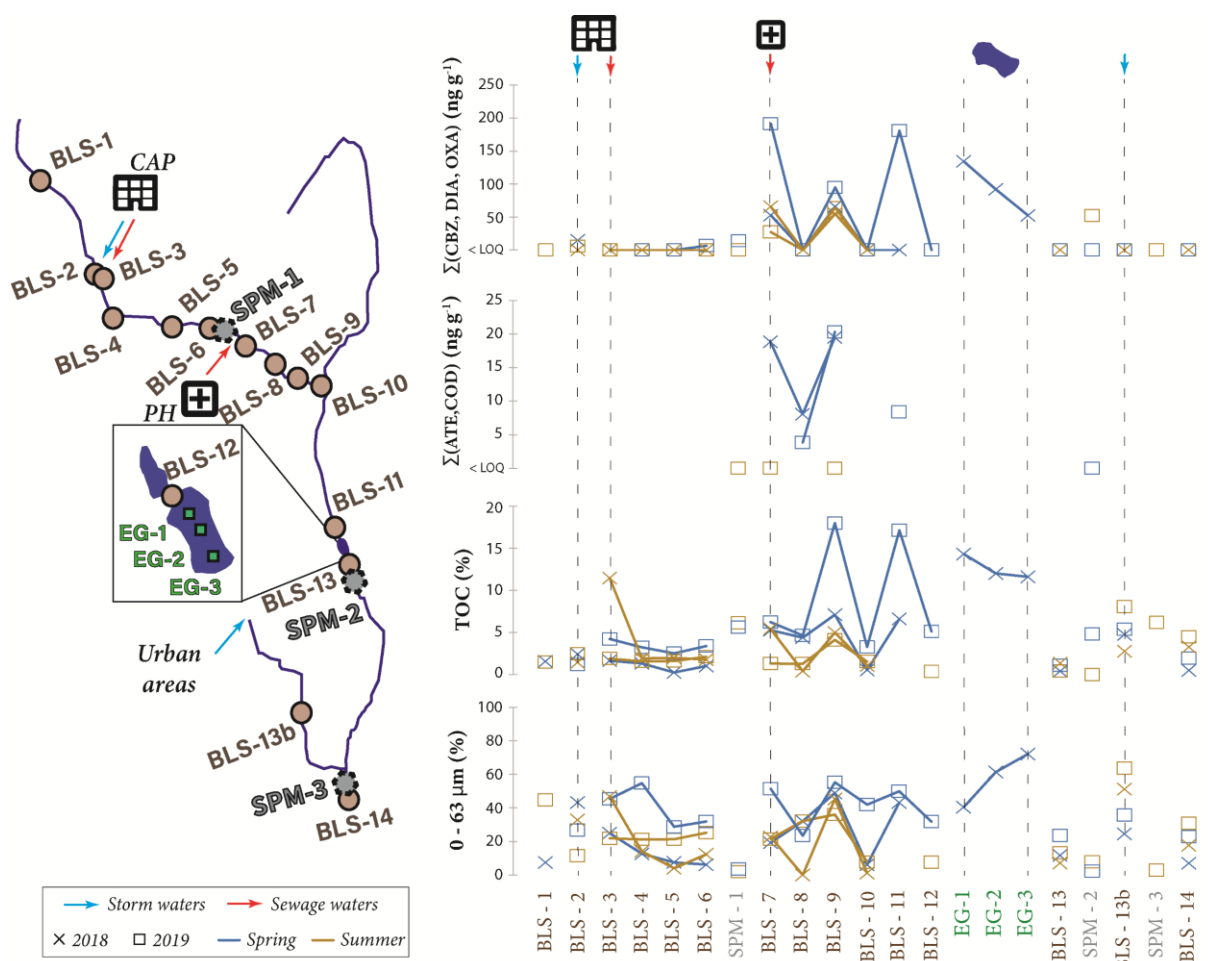 BLS-1
CAP
BLS-2
BLS-3
BLS-4
BLS-5
SPM-1
BLS-6
BLS-7
BLS-8
BLS-9
PH
BLS-10
BLS-12
EG-1
EG-2
EG-3
BLS-11
BLS-13
SPM-2
Urban
areas
BLS-13b
SPM-3
BLS-14
Storm waters
Sewage waters
2018
2019
Spring
Summer
Σ(CBZ, DIA, OXA) (ng g⁻¹)
250
200
150
100
50
<LOQ
Σ(ATE,COD) (ng g⁻¹)
25
20
15
10
5
<LOQ
TOC (%)
20
15
10
5
0
0 - 63 µm (%)
100
80
60
40
20
0
BLS - 1
BLS - 2
BLS - 3
BLS - 4
BLS - 5
BLS - 6
SPM - 1
BLS - 7
BLS - 8
BLS - 9
BLS - 10
BLS - 11
BLS - 12
EG-1
EG-2
EG-3
BLS - 13
SPM - 2
BLS - 13b
SPM - 3
BLS - 14